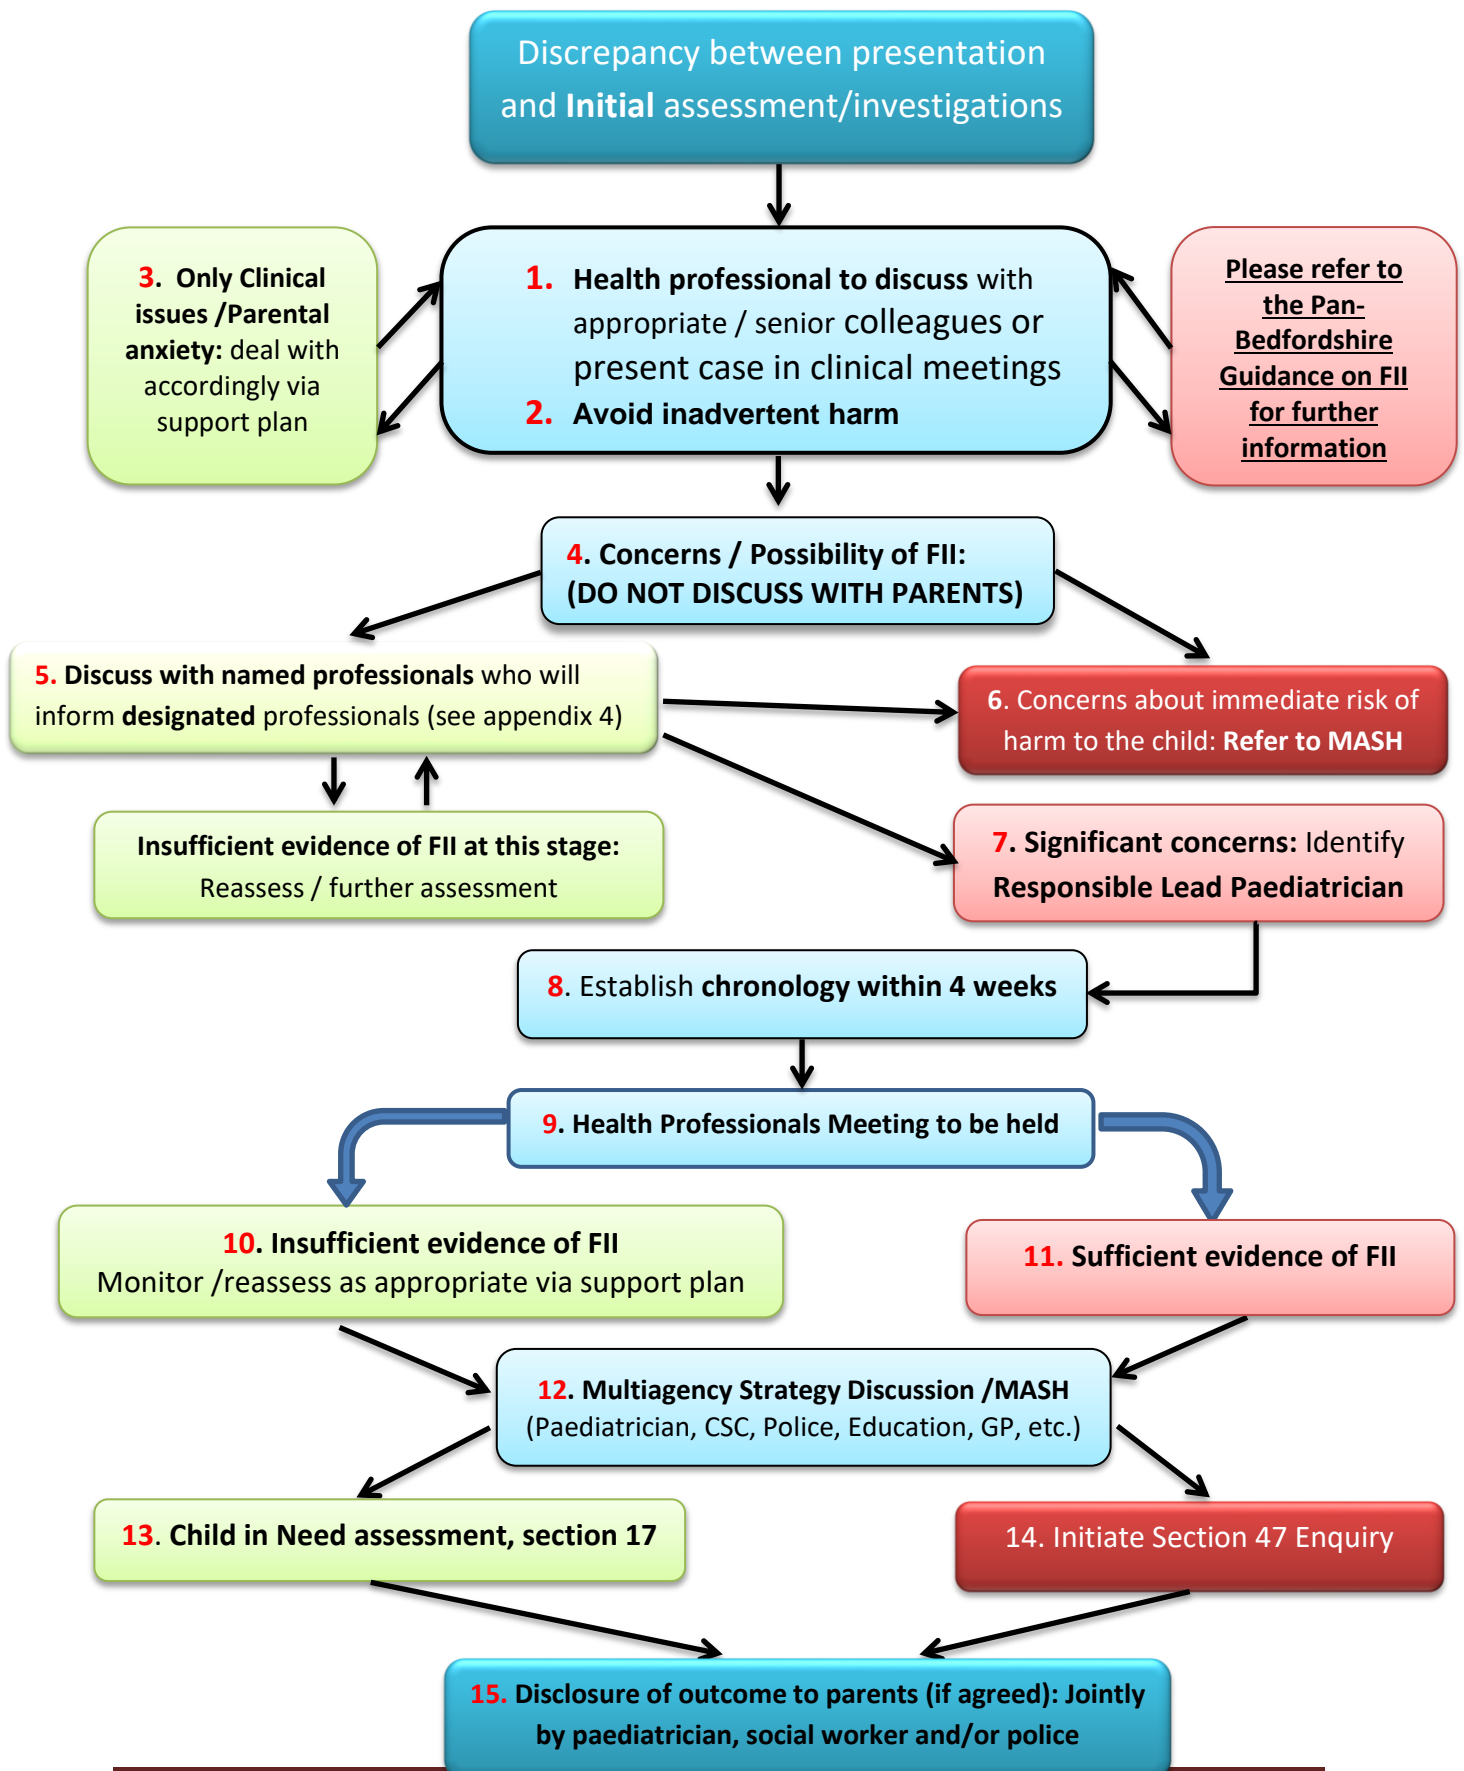 Discrepancy between presentation
and Initial assessment/investigations
3. Only Clinical
issues /Parental
anxiety: deal with
accordingly via
support plan
1. Health professional to discuss with
appropriate / senior colleagues or
present case in clinical meetings
2. Avoid inadvertent harm
Please refer to
the Pan-
Bedfordshire
Guidance on FII
for further
information
4. Concerns / Possibility of FII:
(DO NOT DISCUSS WITH PARENTS)
5. Discuss with named professionals who will
inform designated professionals (see appendix 4)
6. Concerns about immediate risk of
harm to the child: Refer to MASH
Insufficient evidence of FII at this stage:
Reassess / further assessment
7. Significant concerns: Identify
Responsible Lead Paediatrician
8. Establish chronology within 4 weeks
9. Health Professionals Meeting to be held
10. Insufficient evidence of FII
Monitor /reassess as appropriate via support plan
11. Sufficient evidence of FII
12. Multiagency Strategy Discussion /MASH
(Paediatrician, CSC, Police, Education, GP, etc.)
13. Child in Need assessment, section 17
14. Initiate Section 47 Enquiry
15. Disclosure of outcome to parents (if agreed): Jointly
by paediatrician, social worker and/or police